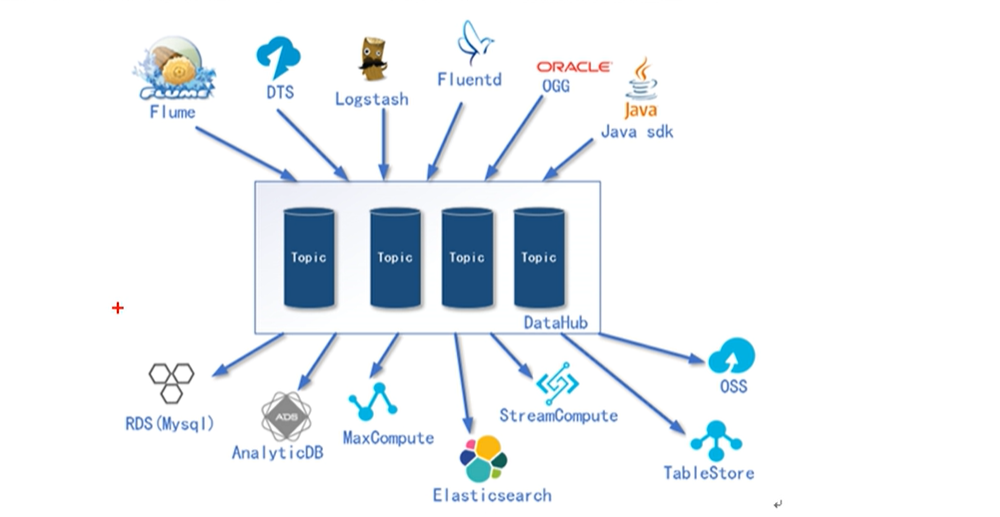 FLUME
Flume
DTS
Logstash
Fluentd
ORACLE
OGG
Java
Java sdk
Topic
Topic
Topic
Topic
DataHub
RDS(Mysql)
ADS
AnalyticDB
MaxCompute
Elasticsearch
StreamCompute
TableStore
OSS